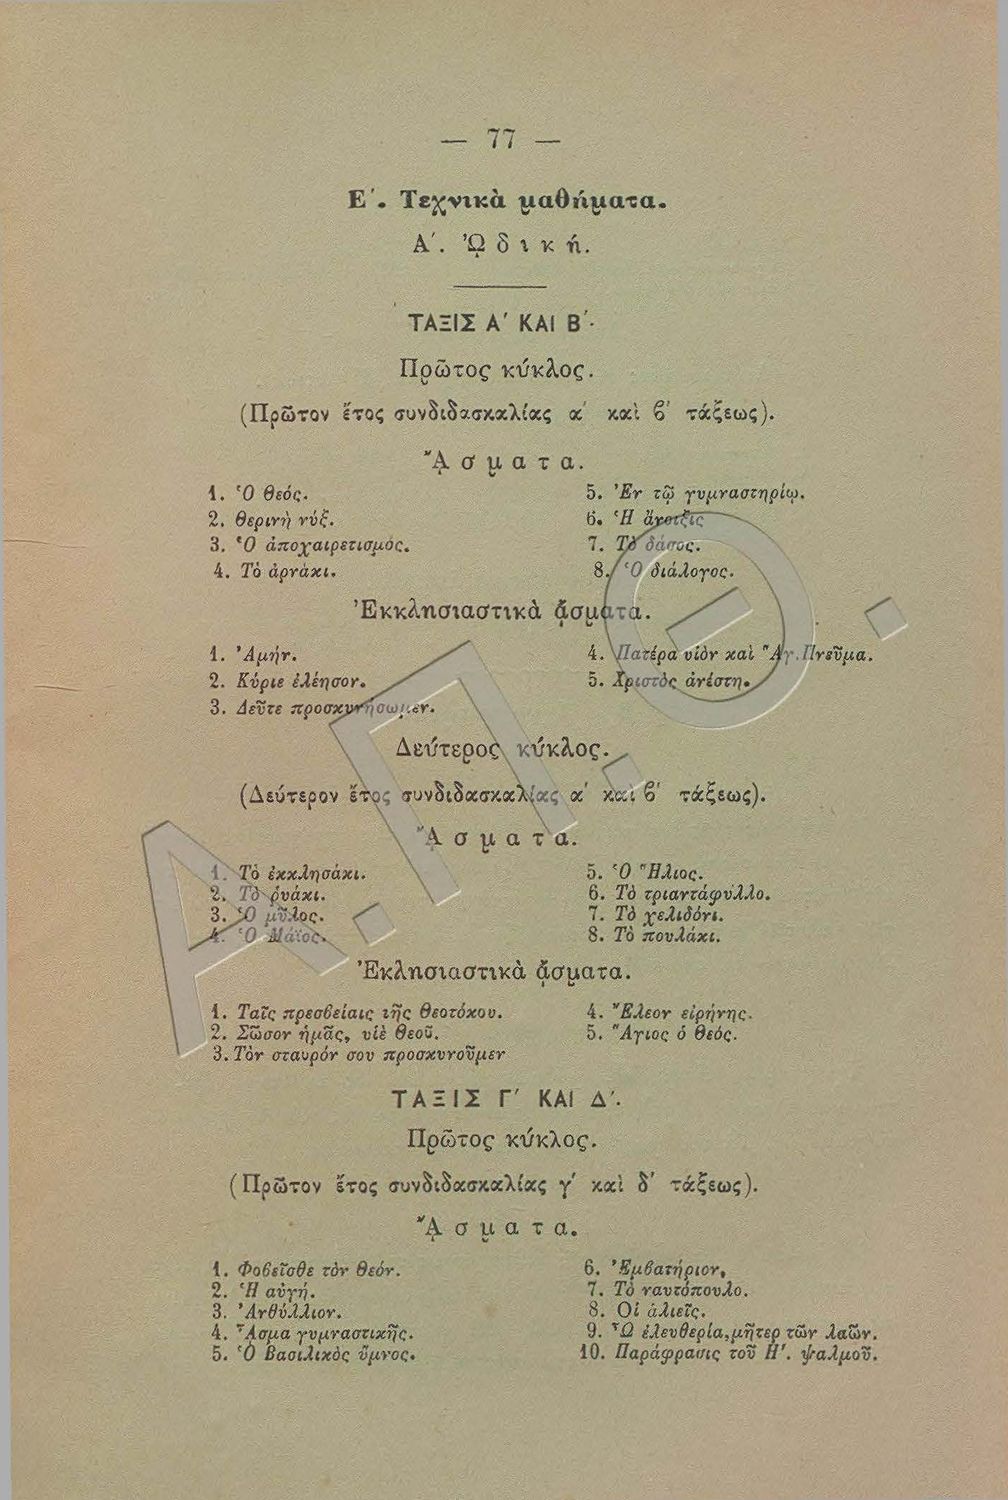 — 77 —
Ε΄. Τεχνικὰ μαθήματα.
Α΄. ᾨδική.
ΤΑΞΙΣ Α΄ ΚΑΙ Β΄.
Πρῶτος κύκλος.
(Πρῶτον ἔτος συνδιδασκαλίας α΄ καὶ ϐ΄ τάξεως).
ᾌσματα.
1. Ὁ θεός.
2. Θερινὴ νύξ.
3. Ὁ ἀποχαιρετισμός.
4. Τὸ ἀρνάκι.
5. Ἐν τῷ γυμναστηρίῳ.
6. Ἡ ἄνοιξις
7. Τὸ δάσος.
8. Ὁ διάλογος.
Ἐκκλησιαστικὰ ᾄσματα.
1. Ἀμήν.
2. Κύριε ἐλέησον.
3. Δεῦτε προσκυνήσωμεν.
4. Πατέρα υἱὸν καὶ Ἅγ. Πνεῦμα.
5. Χριστὸς ἀνέστη.
Δεύτερος κύκλος.
(Δεύτερον ἔτος συνδιδασκαλίας α΄ καὶ ϐ΄ τάξεως).
ᾌσματα.
1. Τὸ ἐκκλησάκι.
2. Τὸ ῥυάκι.
3. Ὁ μῦλος.
4. Ὁ Μάϊος.
5. Ὁ Ἥλιος.
6. Τὸ τριαντάφυλλο.
7. Τὸ χελιδόνι.
8. Τὸ πουλάκι.
Ἐκλησιαστικὰ ᾄσματα.
1. Ταῖς πρεσϐείαις τῆς Θεοτόκου.
2. Σῶσον ἡμᾶς, υἱὲ Θεοῦ.
3. Τὸν σταυρόν σου προσκυνοῦμεν
4. Ἔλεον εἰρήνης.
5. Ἅγιος ὁ Θεός.
ΤΑΞΙΣ Γ΄ ΚΑΙ Δ΄.
Πρῶτος κύκλος.
(Πρῶτον ἔτος συνδιδασκαλίας γ΄ καὶ δ΄ τάξεως).
ᾌσματα.
1. Φοϐεῖσθε τὸν Θεόν.
2. Ἡ αὐγή.
3. Ἀνθύλλιον.
4. ᾎσμα γυμναστικῆς.
5. Ὁ Βασιλικὸς ὕμνος.
6. Ἐμϐατήριον,
7. Τὸ ναυτόπουλο.
8. Οἱ ἁλιεῖς.
9. Ὦ ἐλευθερία, μῆτερ τῶν λαῶν.
10. Παράφρασις τοῦ Η΄. ψαλμοῦ.
Α.Π.Θ.